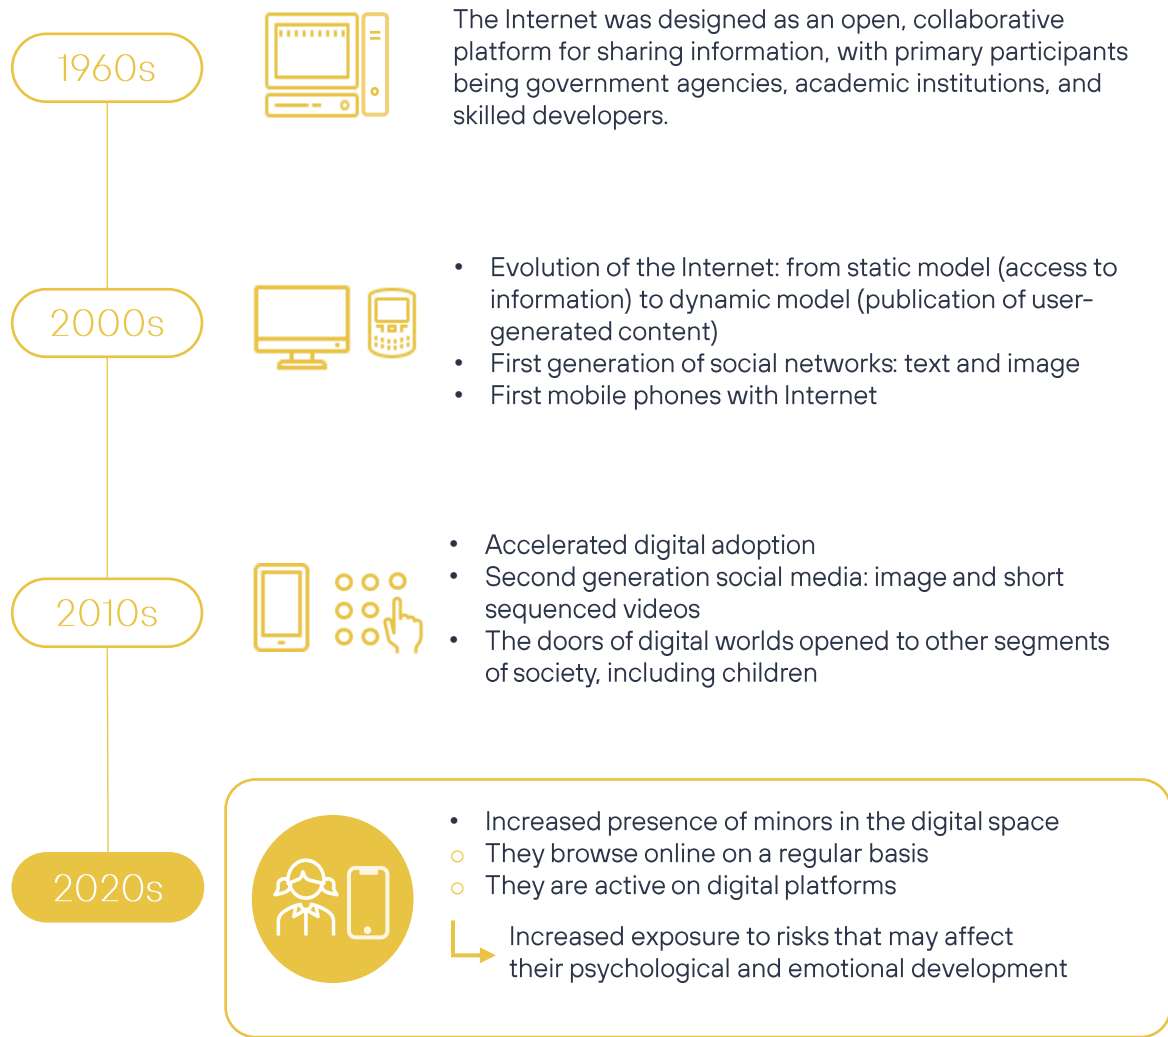 1960s
The Internet was designed as an open, collaborative
platform for sharing information, with primary participants
being government agencies, academic institutions, and
skilled developers.
2000s
• Evolution of the Internet: from static model (access to
information) to dynamic model (publication of user-
generated content)
• First generation of social networks: text and image
• First mobile phones with Internet
2010s
• Accelerated digital adoption
• Second generation social media: image and short
sequenced videos
• The doors of digital worlds opened to other segments
of society, including children
2020s
• Increased presence of minors in the digital space
○ They browse online on a regular basis
○ They are active on digital platforms
Increased exposure to risks that may affect
their psychological and emotional development